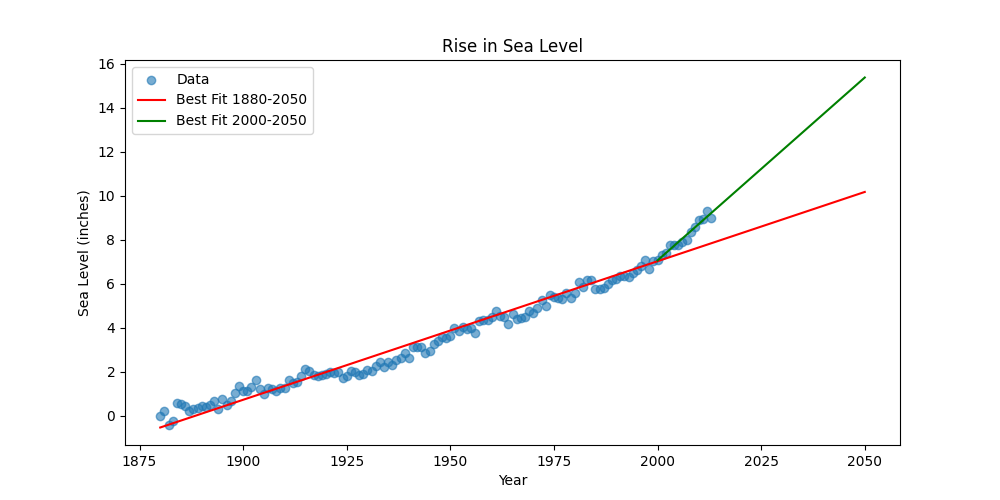 Rise in Sea Level
Data
Best Fit 1880-2050
Best Fit 2000-2050
16
14
12
10
8
6
4
2
0
Sea Level (inches)
1875 1900 1925 1950 1975 2000 2025 2050
Year